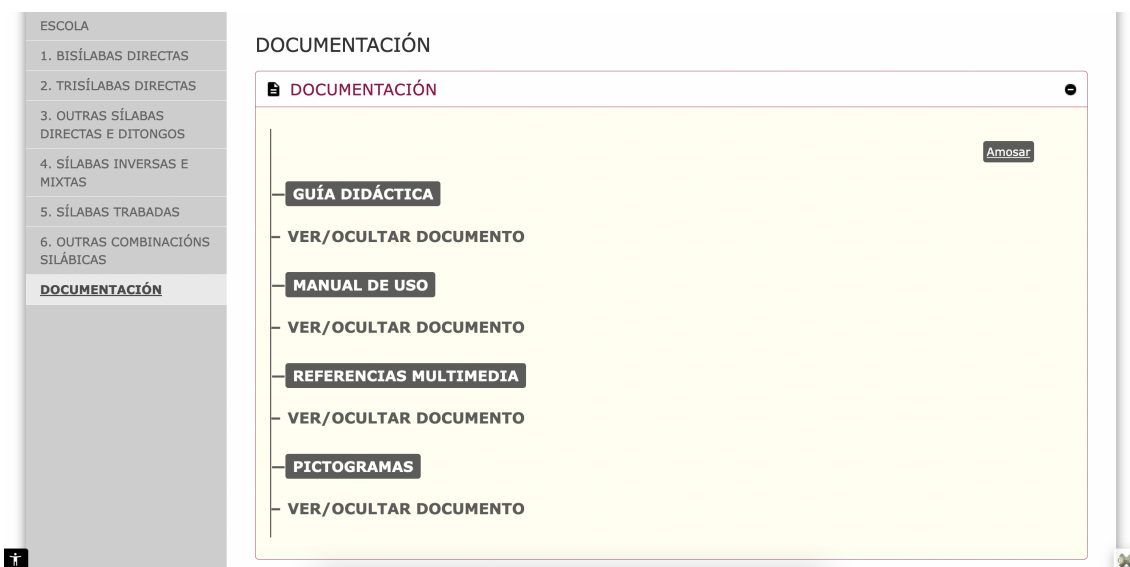 ESCOLA
1. BISÍLABAS DIRECTAS
2. TRISÍLABAS DIRECTAS
3. OUTRAS SÍLABAS
DIRECTAS E DITONGOS
4. SÍLABAS INVERSAS E
MIXTAS
5. SÍLABAS TRABADAS
6. OUTRAS COMBINACIÓNS
SILÁBICAS
DOCUMENTACIÓN
DOCUMENTACIÓN
DOCUMENTACIÓN
Amosar
GUÍA DIDÁCTICA
VER/OCULTAR DOCUMENTO
MANUAL DE USO
VER/OCULTAR DOCUMENTO
REFERENCIAS MULTIMEDIA
VER/OCULTAR DOCUMENTO
PICTOGRAMAS
VER/OCULTAR DOCUMENTO